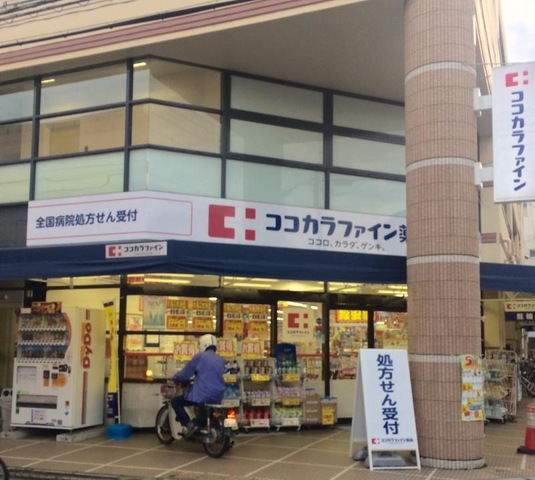 全国病院処方せん受付
ココカラファイン薬
ココロ、カラダ、ゲンキ。
ココカラファイン
ココカラファイン
DyDo
処方せん受付
ココカラファイン